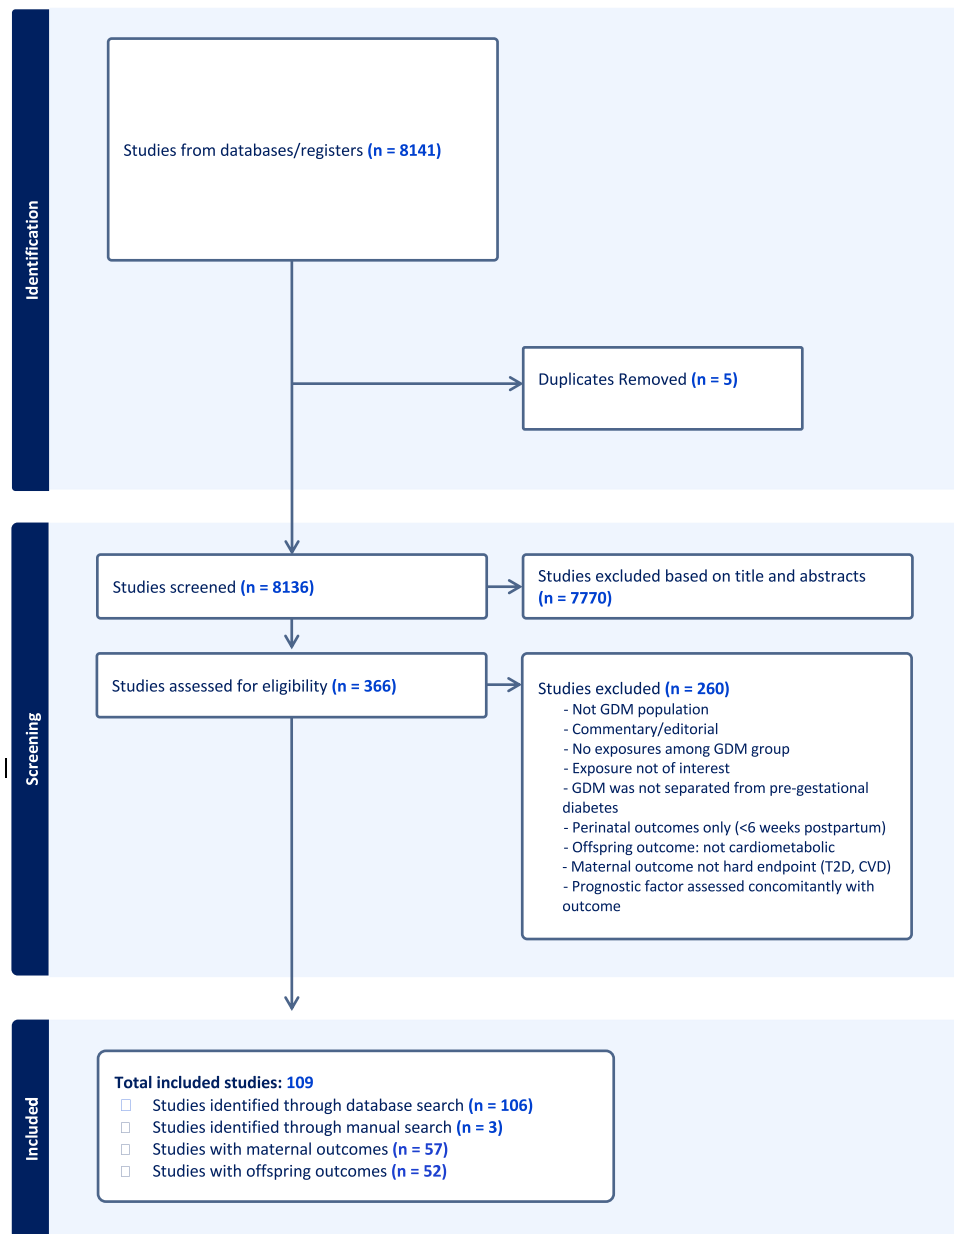 Identification
Studies from databases/registers (n = 8141)
Duplicates Removed (n = 5)
Screening
Studies screened (n = 8136)
Studies excluded based on title and abstracts
(n = 7770)
Studies assessed for eligibility (n = 366)
Studies excluded (n = 260)
- Not GDM population
- Commentary/editorial
- No exposures among GDM group
- Exposure not of interest
- GDM was not separated from pre-gestational
diabetes
- Perinatal outcomes only (<6 weeks postpartum)
- Offspring outcome: not cardiometabolic
- Maternal outcome not hard endpoint (T2D, CVD)
- Prognostic factor assessed concomitantly with
outcome
Included
Total included studies: 109
Studies identified through database search (n = 106)
Studies identified through manual search (n = 3)
Studies with maternal outcomes (n = 57)
Studies with offspring outcomes (n = 52)